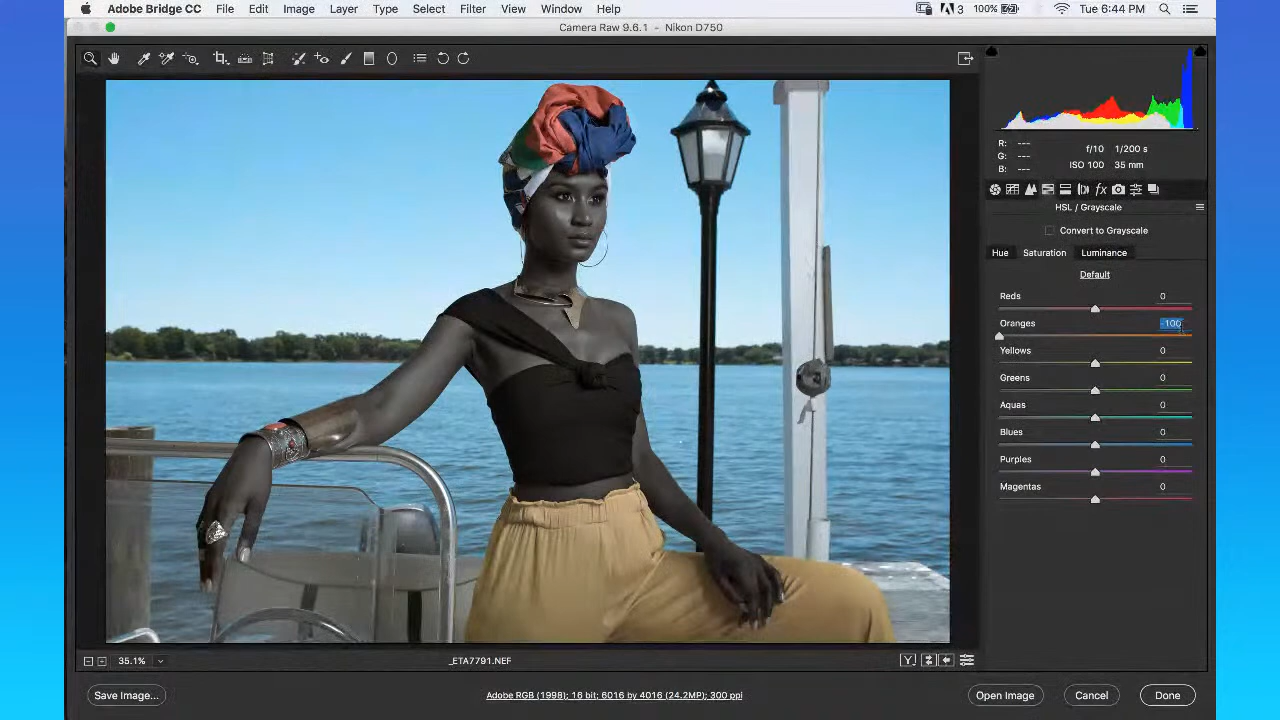 Adobe Bridge CC File Edit Image Layer Type Select Filter View Window Help 3 100% Tue 6:44 PM
Camera Raw 9.6.1 - Nikon D750
R: --- f/10 1/200 s
G: ---
B: --- ISO 100 35 mm
fx
HSL / Grayscale
Convert to Grayscale
Hue Saturation Luminance
Default
Reds 0
Oranges -100
Yellows 0
Greens 0
Aquas 0
Blues 0
Purples 0
Magentas 0
35.1% _ETA7791.NEF Y
Save Image... Adobe RGB (1998); 16 bit; 6016 by 4016 (24.2MP); 300 ppi Open Image Cancel Done